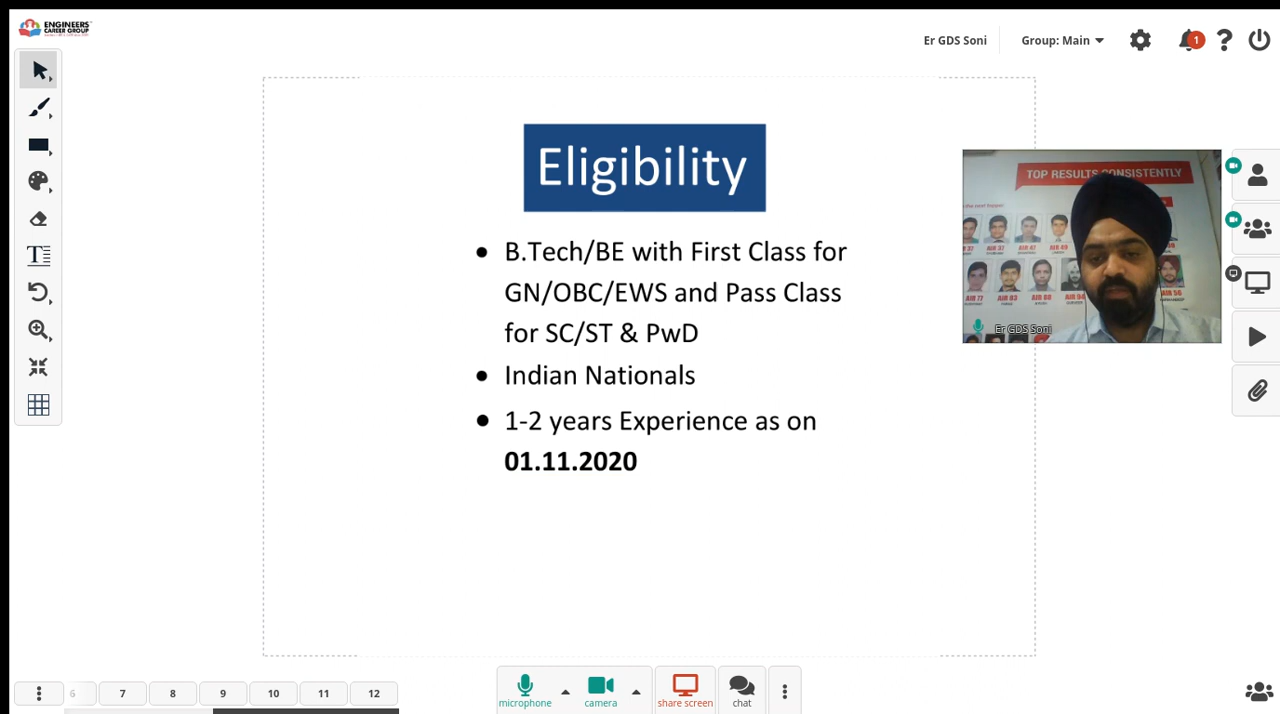 ENGINEERS
CAREER GROUP
Er GDS Soni
Group: Main
1
Eligibility
TOP RESULTS CONSISTENTLY
• B.Tech/BE with First Class for
GN/OBC/EWS and Pass Class
for SC/ST & PwD
• Indian Nationals
• 1-2 years Experience as on
01.11.2020
AIR 77
Er GDS Soni
6
7
8
9
10
11
12
microphone
camera
share screen
chat